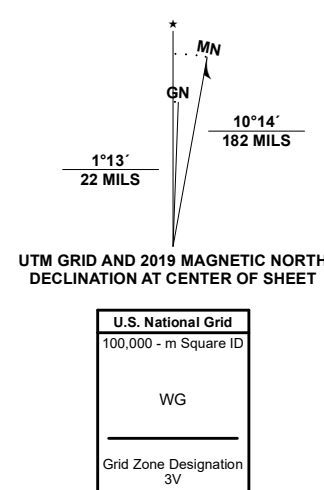 MN
GN
10°14´
182 MILS
1°13´
22 MILS
UTM GRID AND 2019 MAGNETIC NORTH
DECLINATION AT CENTER OF SHEET
U.S. National Grid
100,000 - m Square ID
WG
Grid Zone Designation
3V